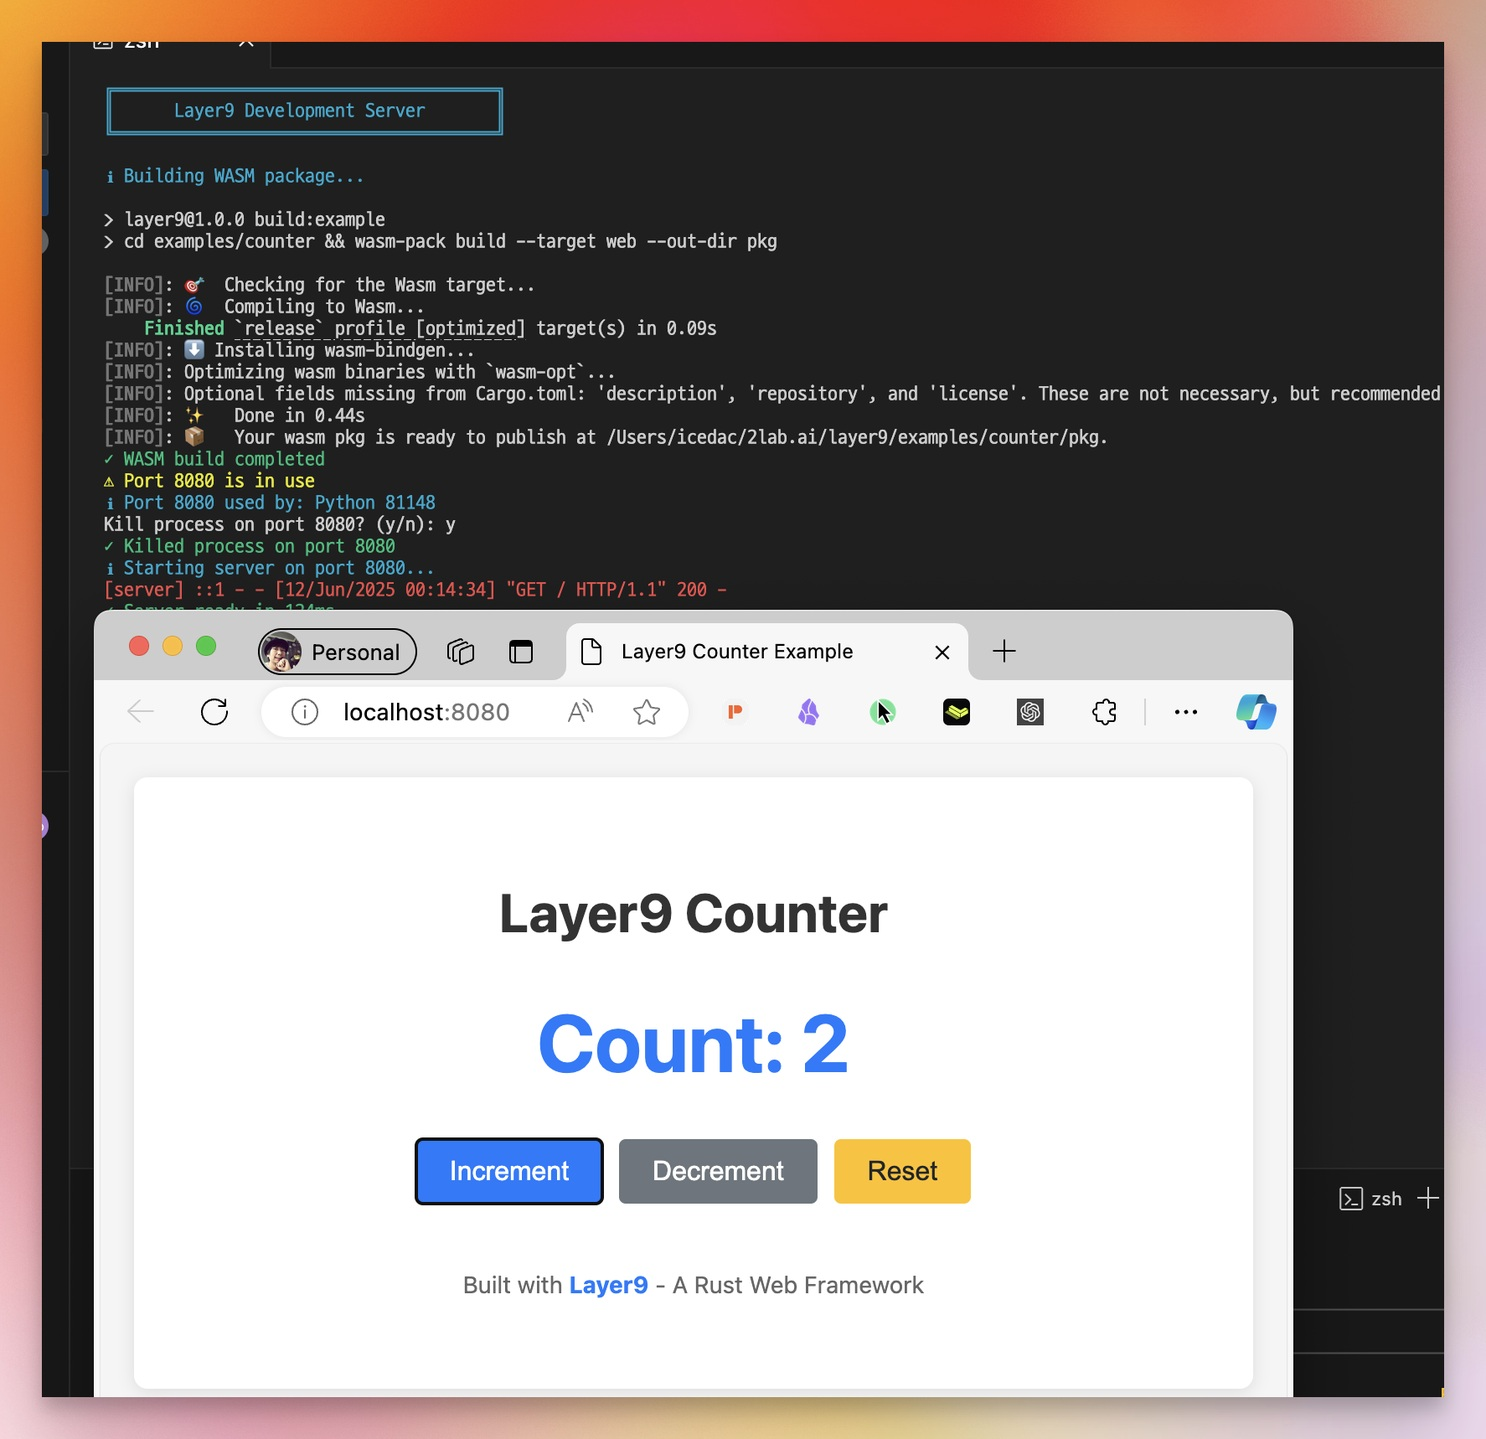 zsh
Layer9 Development Server
ℹ Building WASM package...
> layer9@1.0.0 build:example
> cd examples/counter && wasm-pack build --target web --out-dir pkg
[INFO]: 🎯 Checking for the Wasm target...
[INFO]: 🌀 Compiling to Wasm...
Finished `release` profile [optimized] target(s) in 0.09s
[INFO]: ⬇️ Installing wasm-bindgen...
[INFO]: Optimizing wasm binaries with `wasm-opt`...
[INFO]: Optional fields missing from Cargo.toml: 'description', 'repository', and 'license'. These are not necessary, but recommended
[INFO]: ✨ Done in 0.44s
[INFO]: 📦 Your wasm pkg is ready to publish at /Users/icedac/2lab.ai/layer9/examples/counter/pkg.
✓ WASM build completed
⚠ Port 8080 is in use
ℹ Port 8080 used by: Python 81148
Kill process on port 8080? (y/n): y
✓ Killed process on port 8080
ℹ Starting server on port 8080...
[server] ::1 - - [12/Jun/2025 00:14:34] "GET / HTTP/1.1" 200 -
✓ Server ready in 124ms
Personal
Layer9 Counter Example
localhost:8080
Layer9 Counter
Count: 2
Increment
Decrement
Reset
Built with Layer9 - A Rust Web Framework
zsh